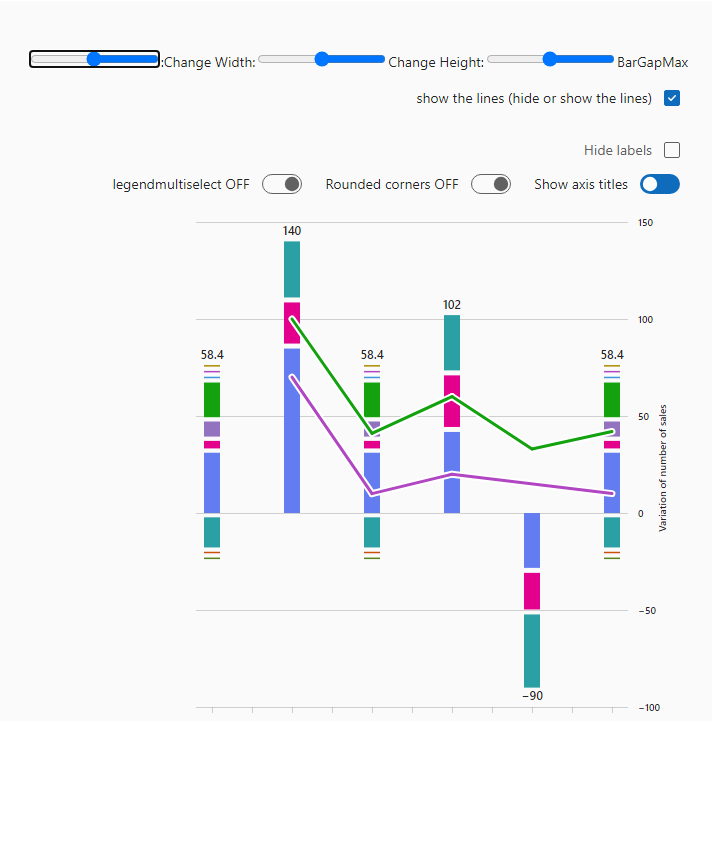 :Change Width: Change Height: BarGapMax
show the lines (hide or show the lines)
Hide labels
legendmultiselect OFF Rounded corners OFF Show axis titles
150
140
102
100
58.4 58.4 58.4
50
Variation of number of sales
0
−50
−90
−100